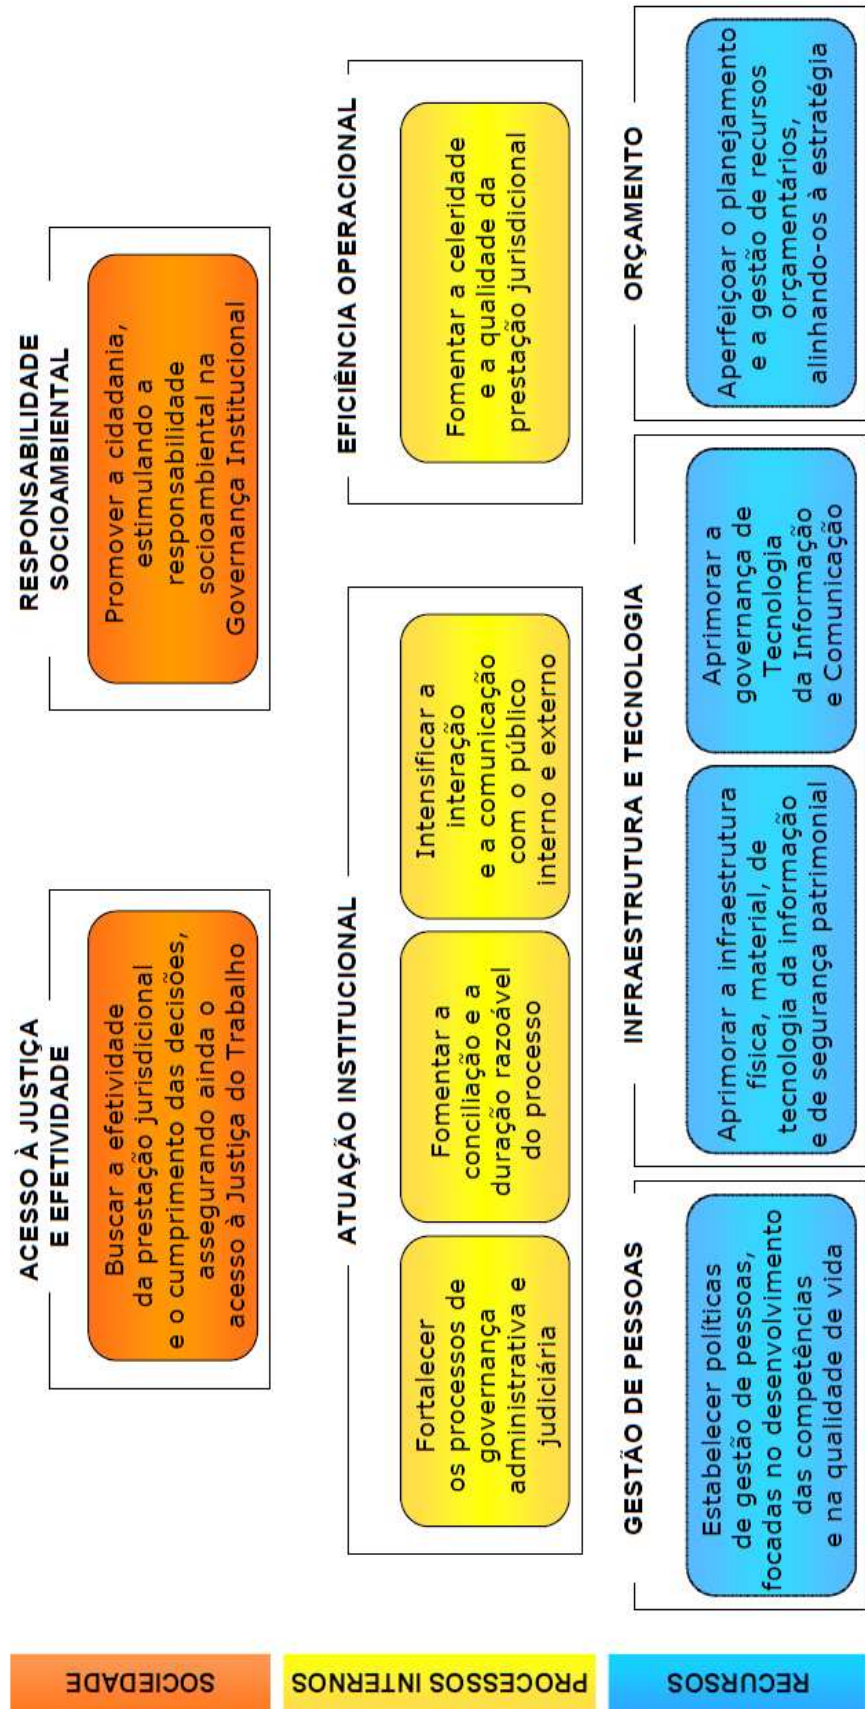 SOCIEDADE
ACESSO À JUSTIÇA
E EFETIVIDADE
Buscar a efetividade
da prestação jurisdicional
e o cumprimento das decisões,
assegurando ainda o
acesso à Justiça do Trabalho
RESPONSABILIDADE
SOCIOAMBIENTAL
Promover a cidadania,
estimulando a
responsabilidade
socioambiental na
Governança Institucional
PROCESSOS INTERNOS
ATUAÇÃO INSTITUCIONAL
Fortalecer
os processos de
governança
administrativa e
judiciária
Fomentar a
conciliação e a
duração razoável
do processo
Intensificar a
interação
e a comunicação
com o público
interno e externo
EFICIÊNCIA OPERACIONAL
Fomentar a celeridade
e a qualidade da
prestação jurisdicional
RECURSOS
GESTÃO DE PESSOAS
Estabelecer políticas
de gestão de pessoas,
focadas no desenvolvimento
das competências
e na qualidade de vida
INFRAESTRUTURA E TECNOLOGIA
Aprimorar a infraestrutura
física, material, de
tecnologia da informação
e de segurança patrimonial
Aprimorar a
governança de
Tecnologia
da Informação
e Comunicação
ORÇAMENTO
Aperfeiçoar o planejamento
e a gestão de recursos
orçamentários,
alinhando-os à estratégia